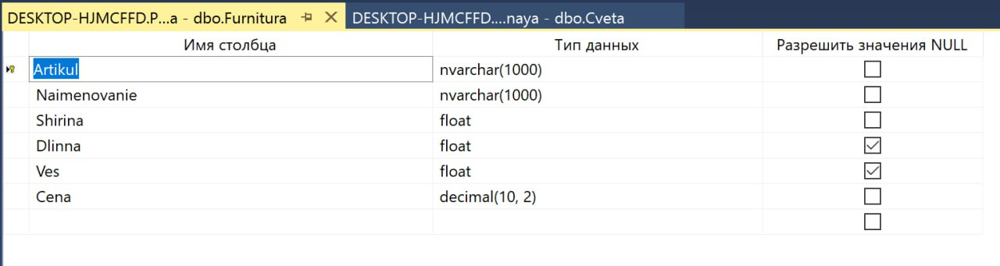 DESKTOP-HJMCFFD.P...a - dbo.Furnitura DESKTOP-HJMCFFD....naya - dbo.Cveta
Имя столбца Тип данных Разрешить значения NULL
Artikul nvarchar(1000)
Naimenovanie nvarchar(1000)
Shirina float
Dlinna float
Ves float
Cena decimal(10, 2)